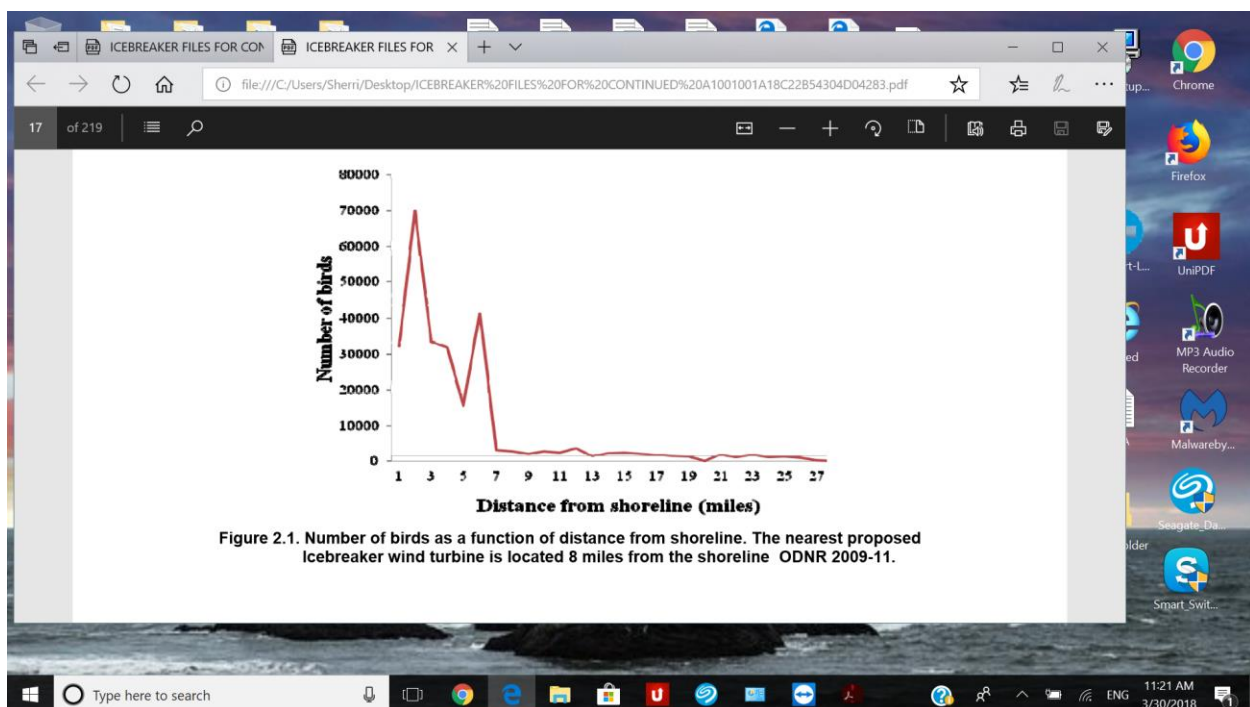 ICEBREAKER FILES FOR CON
ICEBREAKER FILES FOR
file:///C:/Users/Sherri/Desktop/ICEBREAKER%20FILES%20FOR%20CONTINUED%20A1001001A18C22B54304D04283.pdf
17 of 219
80000
70000
60000
50000
40000
30000
20000
10000
0
Number of birds
1 3 5 7 9 11 13 15 17 19 21 23 25 27
Distance from shoreline (miles)
Figure 2.1. Number of birds as a function of distance from shoreline. The nearest proposed
Icebreaker wind turbine is located 8 miles from the shoreline ODNR 2009-11.
tup...
Chrome
Firefox
t-L...
UniPDF
ed
MP3 Audio
Recorder
Malwareby...
Seagate_Da...
older
Smart_Swit...
Type here to search
ENG
11:21 AM
3/30/2018